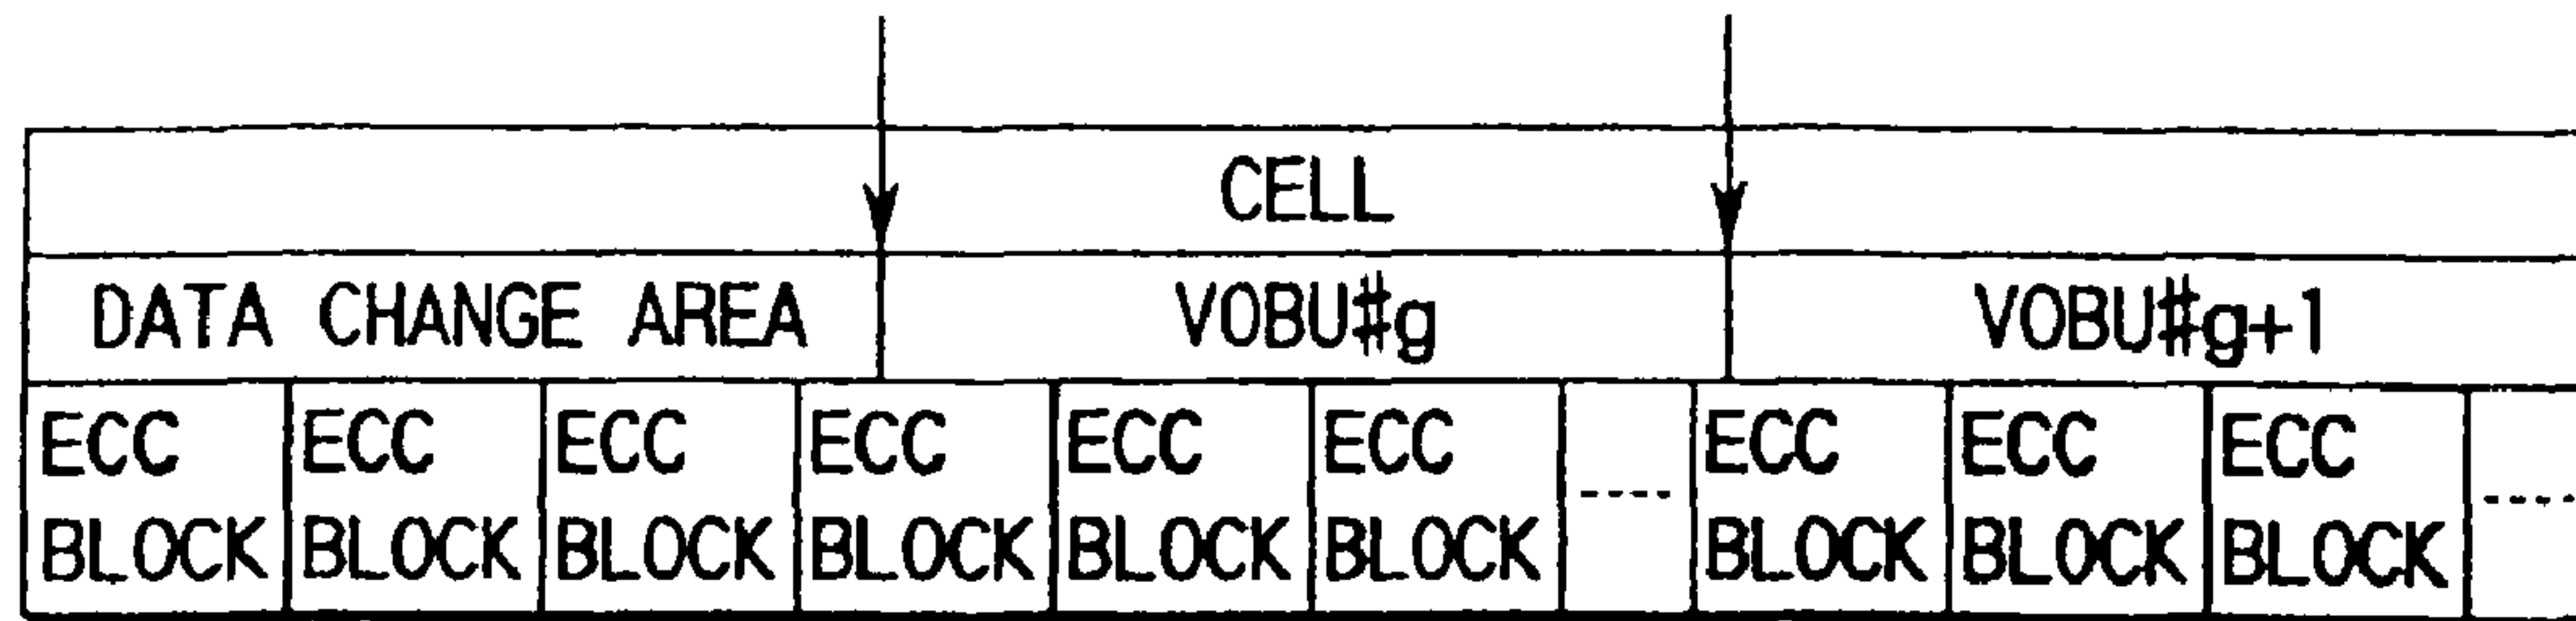 CELL
DATA CHANGE AREA VOBU#g VOBU#g+1
ECC ECC ECC ECC ECC ECC ---- ECC ECC ECC ----
BLOCK BLOCK BLOCK BLOCK BLOCK BLOCK BLOCK BLOCK BLOCK